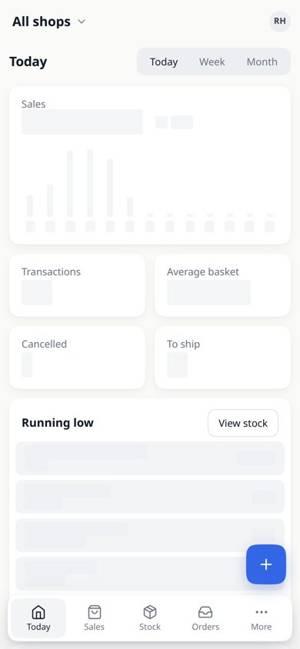 All shops
RH
Today
Today Week Month
Sales
Transactions
Average basket
Cancelled
To ship
Running low
View stock
Today Sales Stock Orders More